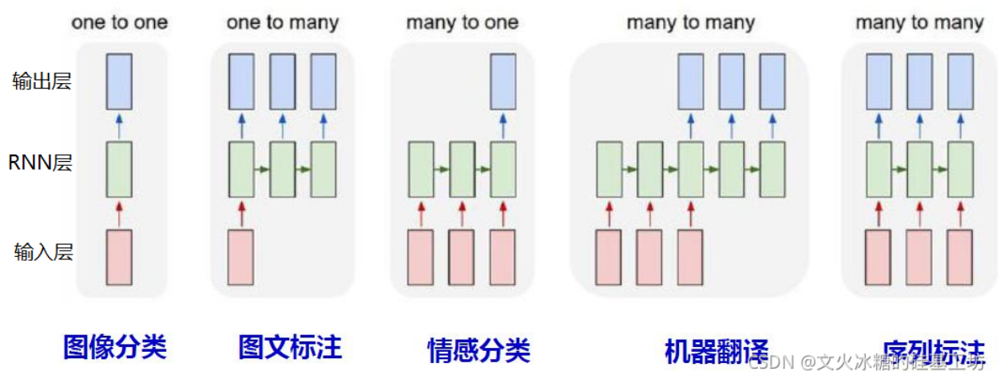 one to one one to many many to one many to many many to many
输出层
RNN层
输入层
图像分类 图文标注 情感分类 机器翻译 序列标注
CSDN @文火冰糖的硅基工坊